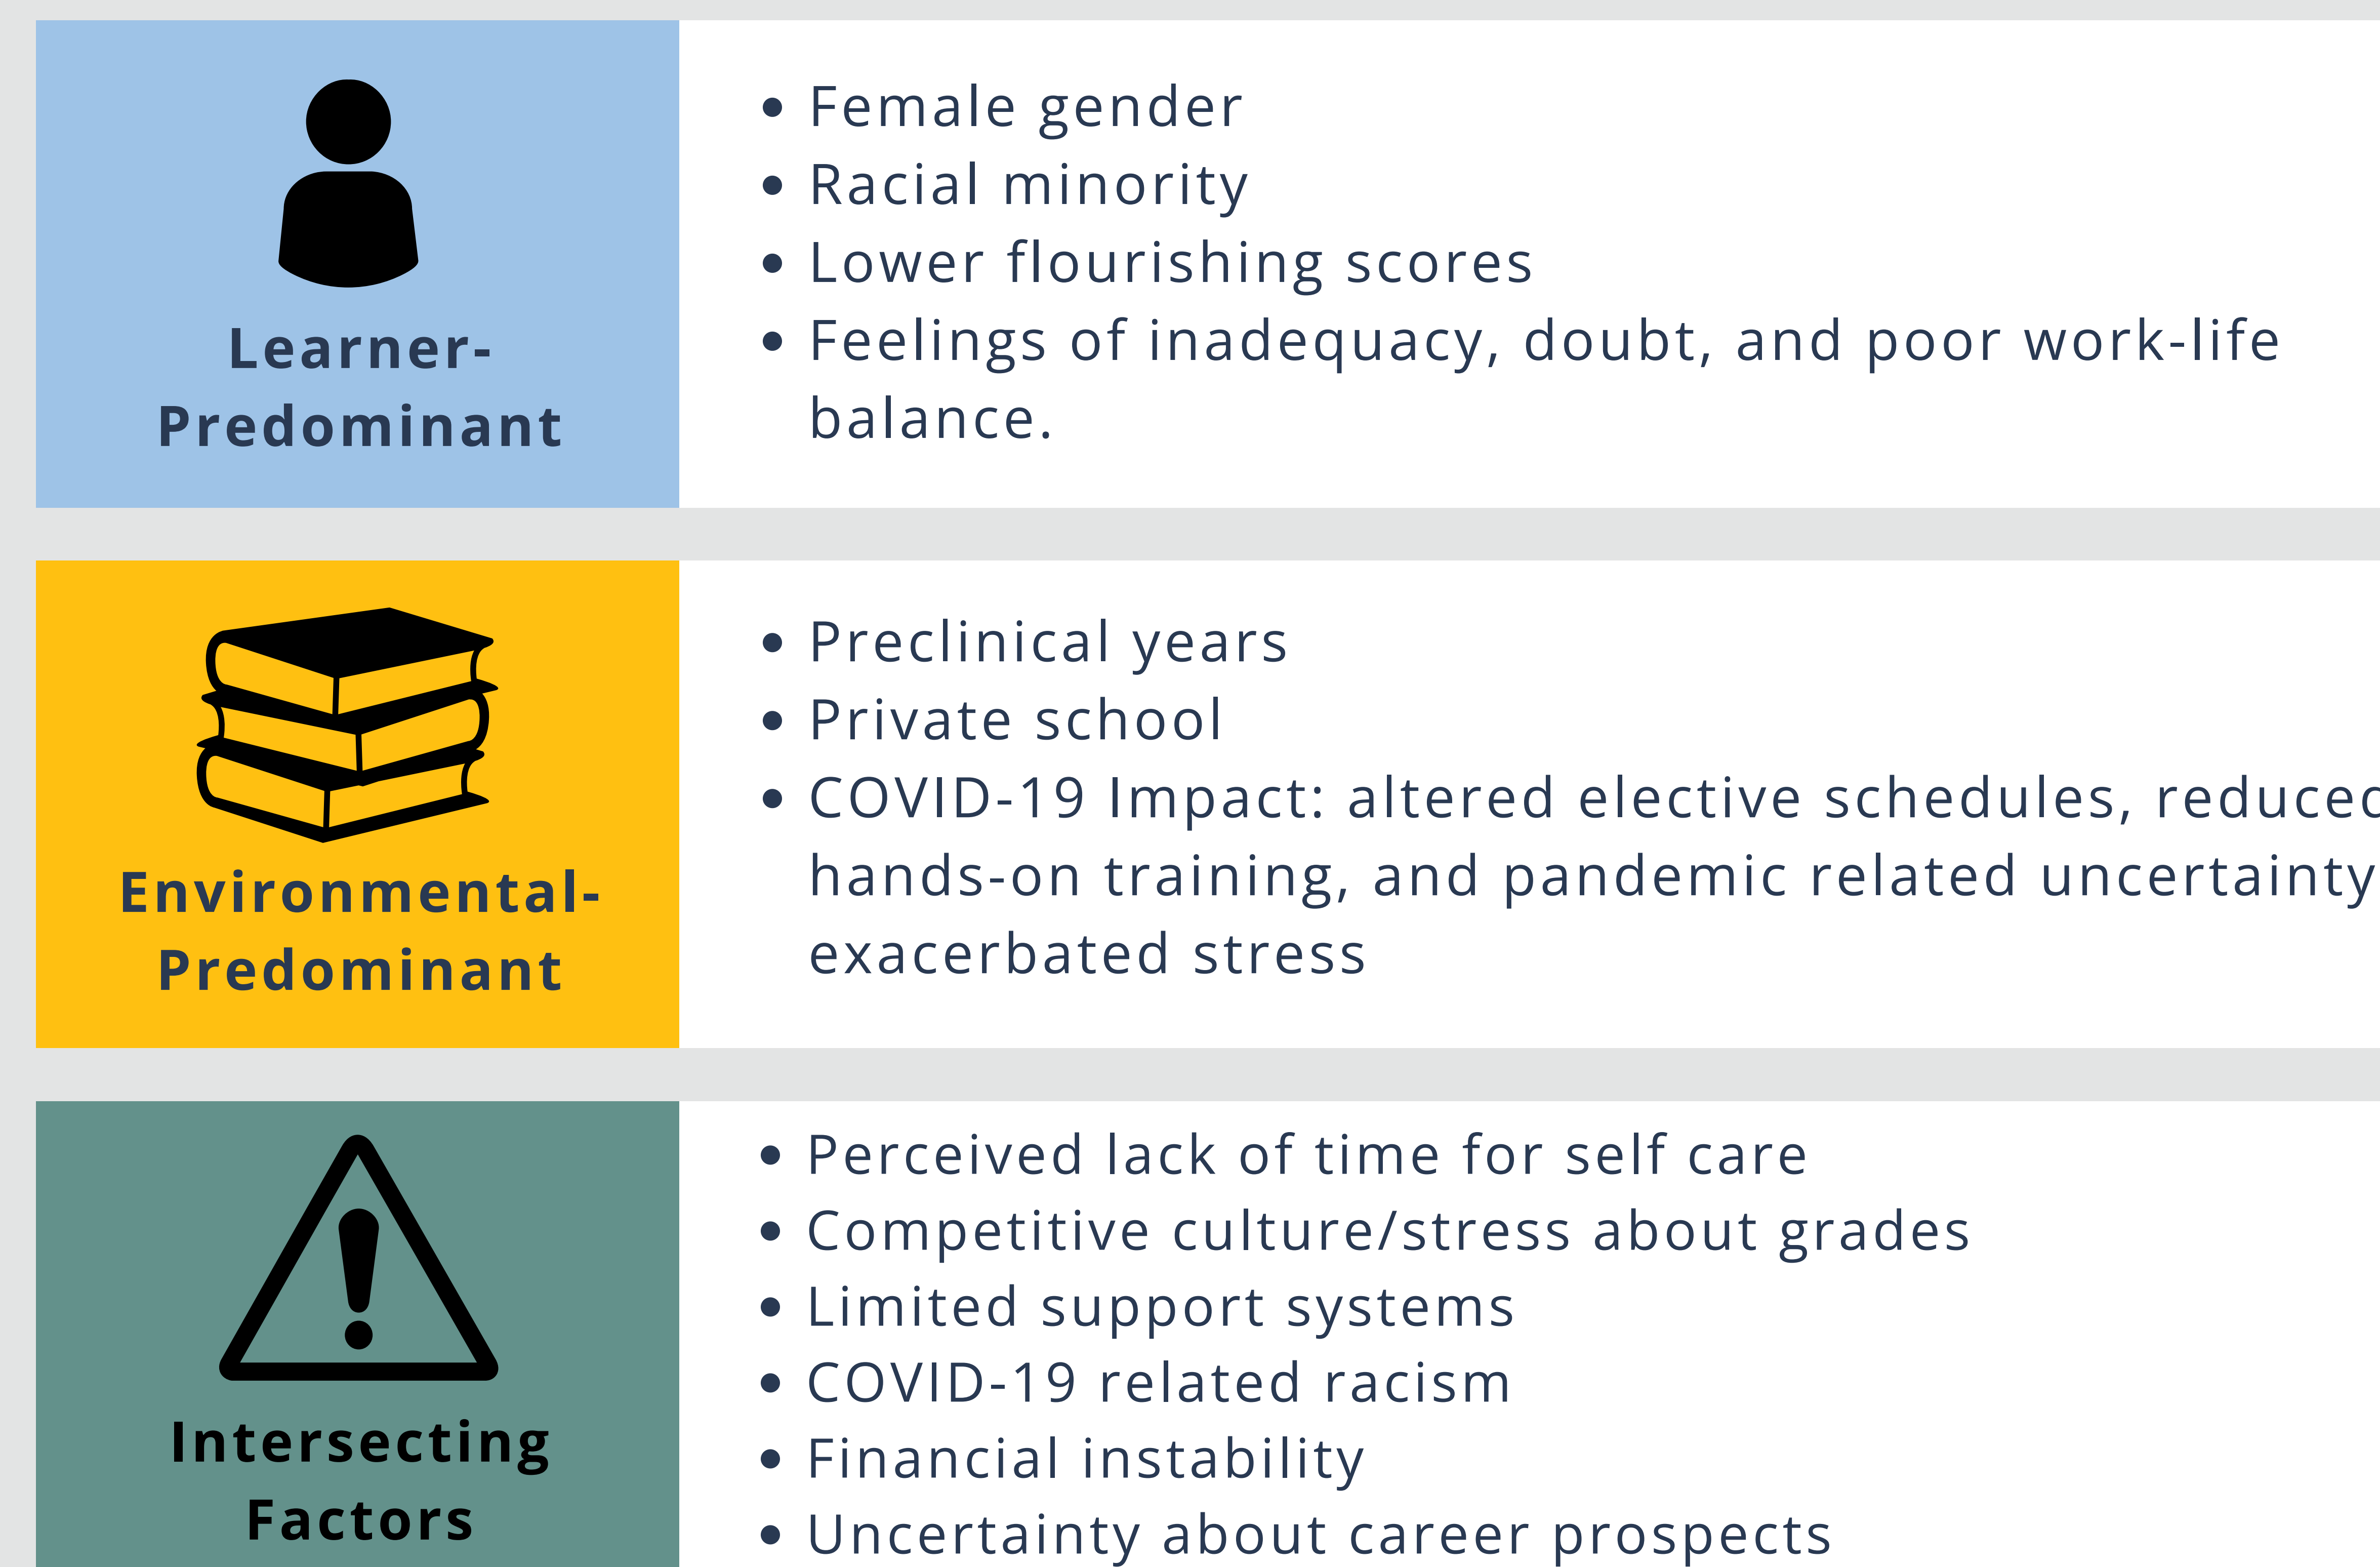 Learner-
Predominant
• Female gender
• Racial minority
• Lower flourishing scores
• Feelings of inadequacy, doubt, and poor work-life
balance.
Environmental-
Predominant
• Preclinical years
• Private school
• COVID-19 Impact: altered elective schedules, reduced
hands-on training, and pandemic related uncertainty
exacerbated stress
Intersecting
Factors
• Perceived lack of time for self care
• Competitive culture/stress about grades
• Limited support systems
• COVID-19 related racism
• Financial instability
• Uncertainty about career prospects